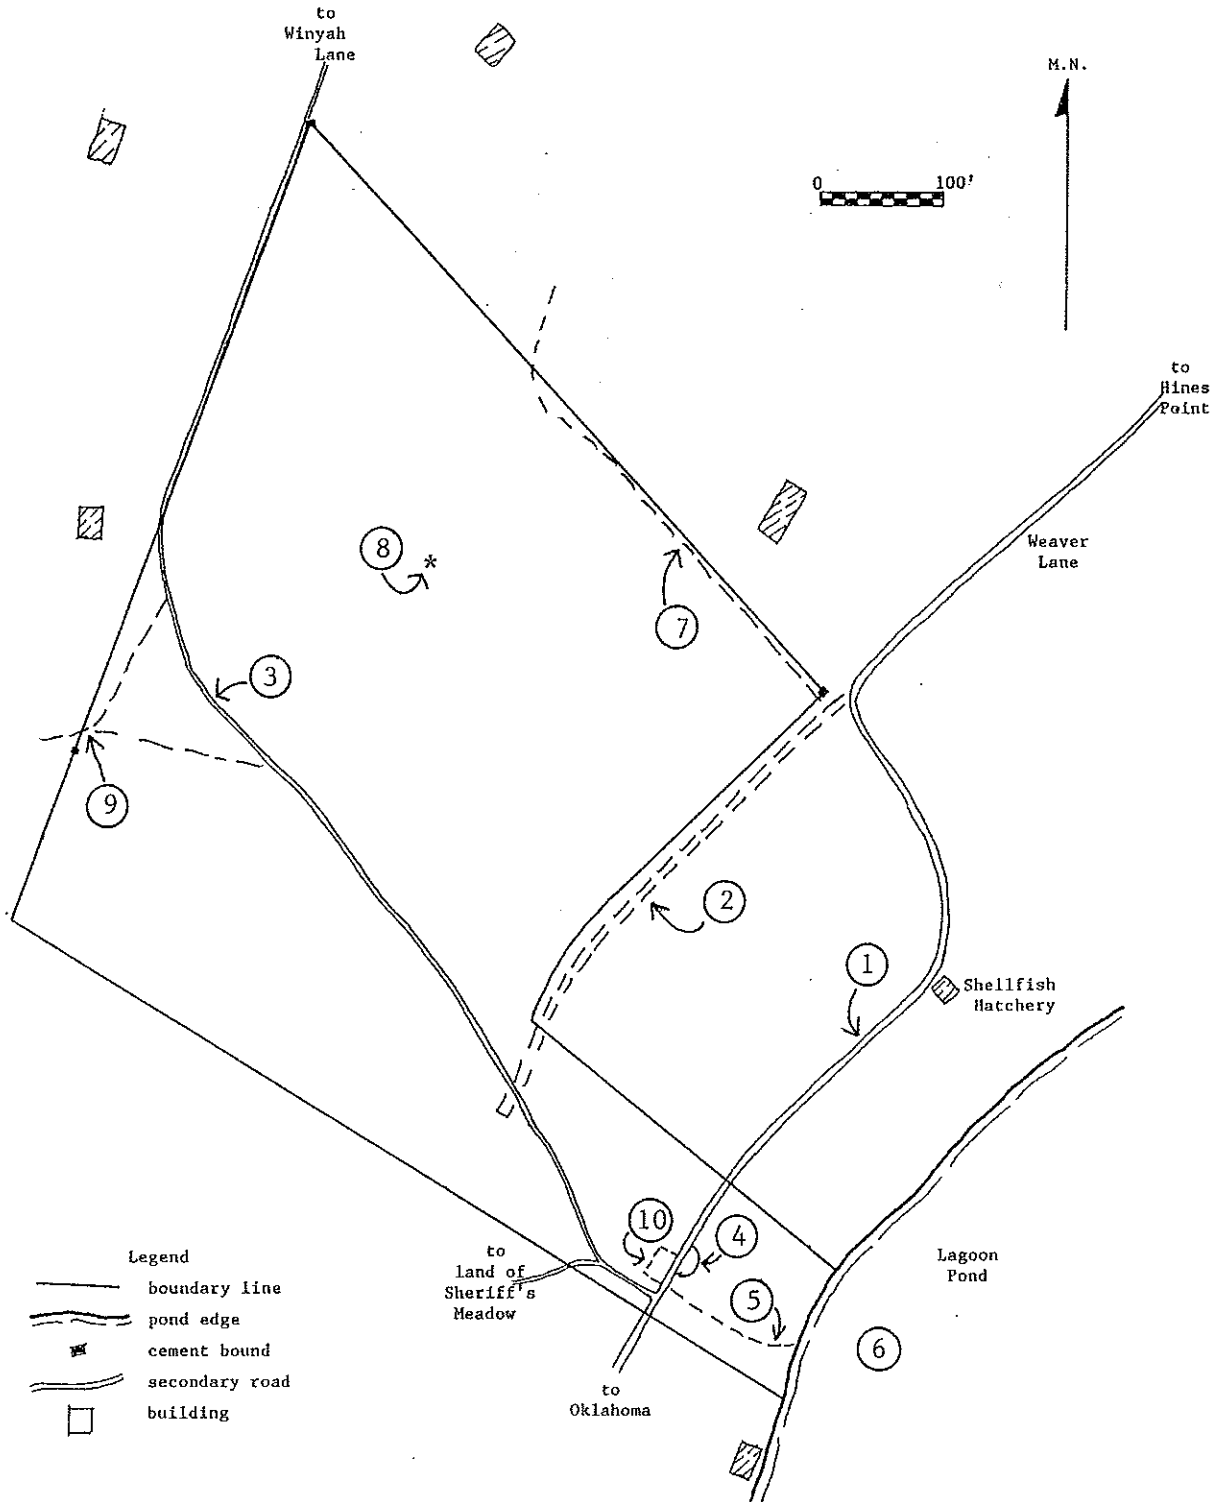 to
Winyah
Lane
M.N.
0 100'
to
Hines
Point
Weaver
Lane
8
7
3
9
2
1
Shellfish
Hatchery
10
4
5
6
Lagoon
Pond
to
land of
Sheriff's
Meadow
to
Oklahoma
Legend
boundary line
pond edge
cement bound
secondary road
building